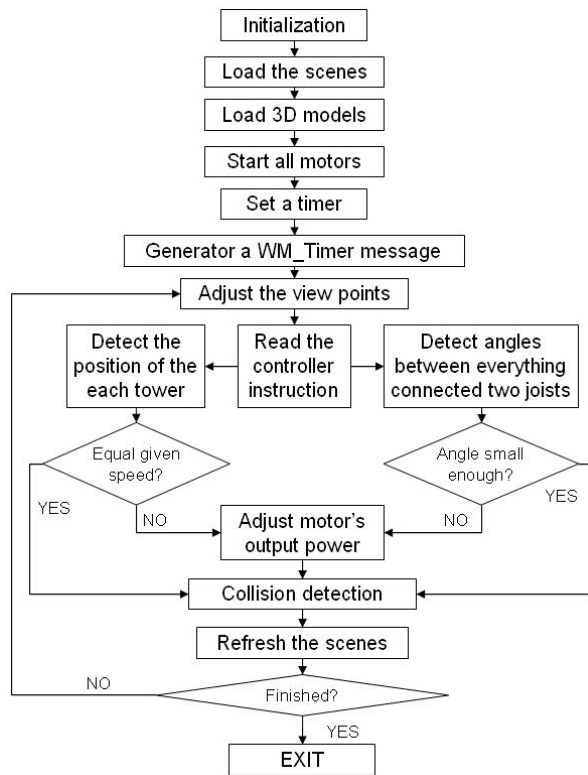 Initialization
Load the scenes
Load 3D models
Start all motors
Set a timer
Generator a WM_Timer message
Adjust the view points
Detect the
position of the
each tower
Read the
controller
instruction
Detect angles
between everything
connected two joists
Equal given
speed?
Angle small
enough?
YES
NO
NO
YES
Adjust motor's
output power
Collision detection
Refresh the scenes
NO
Finished?
YES
EXIT